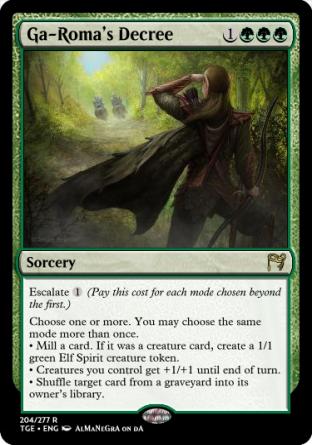 Ga-Roma's Decree 1
Sorcery
Escalate 1 (Pay this cost for each mode chosen beyond
the first.)
Choose one or more. You may choose the same
mode more than once.
• Mill a card. If it was a creature card, create a 1/1
green Elf Spirit creature token.
• Creatures you control get +1/+1 until end of turn.
• Shuffle target card from a graveyard into its
owner's library.
204/277 R
TGE • ENG ALMANEGRA ON DA